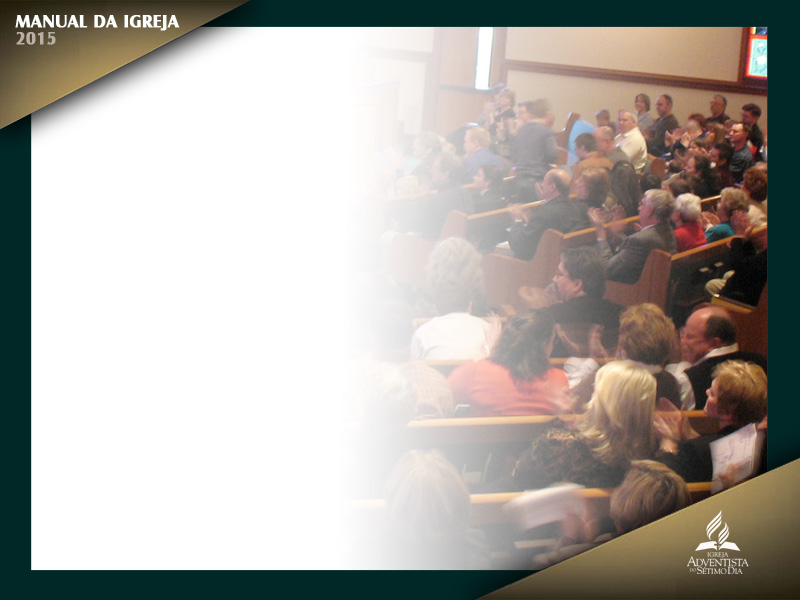 MANUAL DA IGREJA
2015
IGREJA
ADVENTISTA
DO SÉTIMO DIA